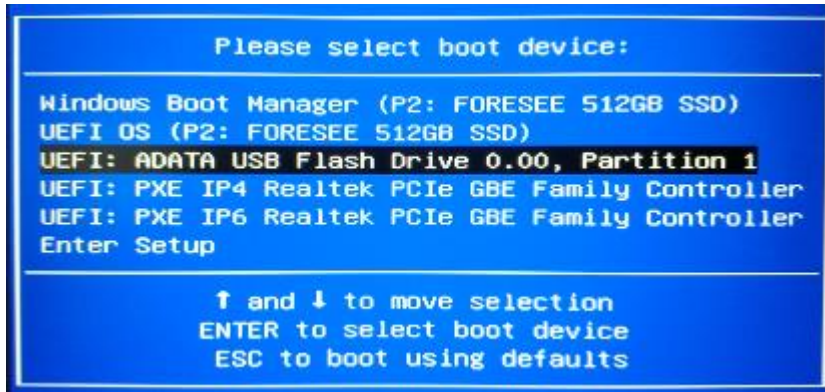 Please select boot device:
Windows Boot Manager (P2: FORESEE 512GB SSD)
UEFI OS (P2: FORESEE 512GB SSD)
UEFI: ADATA USB Flash Drive 0.00, Partition 1
UEFI: PXE IP4 Realtek PCIe GBE Family Controller
UEFI: PXE IP6 Realtek PCIe GBE Family Controller
Enter Setup
↑ and ↓ to move selection
ENTER to select boot device
ESC to boot using defaults